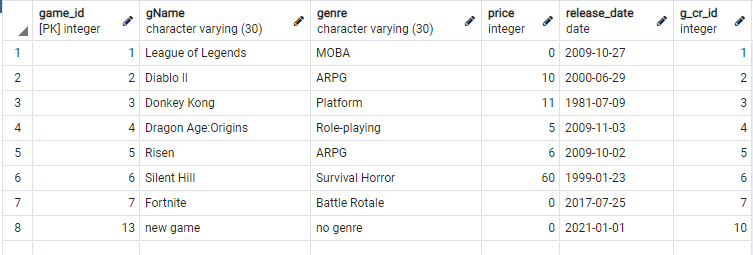 game_id gName genre price release_date g_cr_id
[PK] integer character varying (30) character varying (30) integer date integer
1 1 League of Legends MOBA 0 2009-10-27 1
2 2 Diablo II ARPG 10 2000-06-29 2
3 3 Donkey Kong Platform 11 1981-07-09 3
4 4 Dragon Age:Origins Role-playing 5 2009-11-03 4
5 5 Risen ARPG 6 2009-10-02 5
6 6 Silent Hill Survival Horror 60 1999-01-23 6
7 7 Fortnite Battle Rotale 0 2017-07-25 7
8 13 new game no genre 0 2021-01-01 10